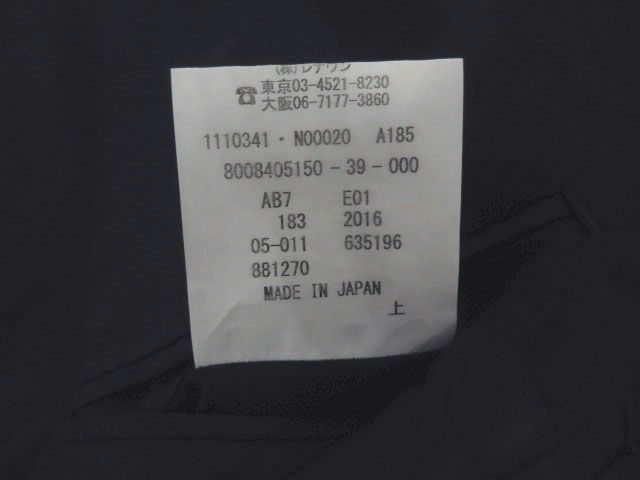 (株)レナウン
☎ 東京03-4521-8230
大阪06-7177-3860
1110341・N00020 A185
8008405150-39-000
AB7 E01
183 2016
05-011 635196
881270
MADE IN JAPAN
上